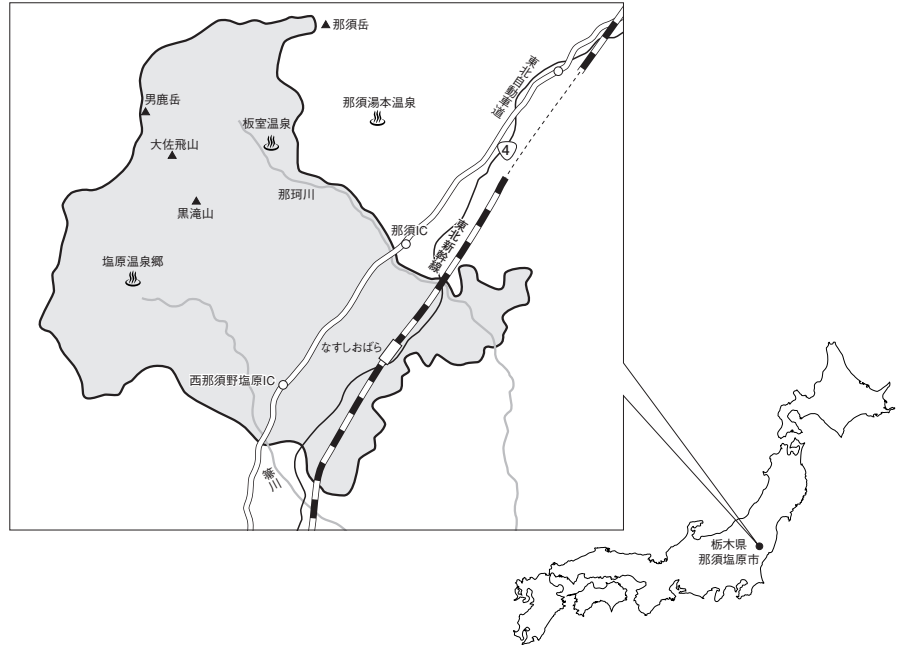 那須岳
東北自動車道
男鹿岳
那須湯本温泉
板室温泉
大佐飛山
4
那珂川
黒滝山
那須IC
東北新幹線
塩原温泉郷
なすしおばら
西那須野塩原IC
箒川
栃木県
那須塩原市